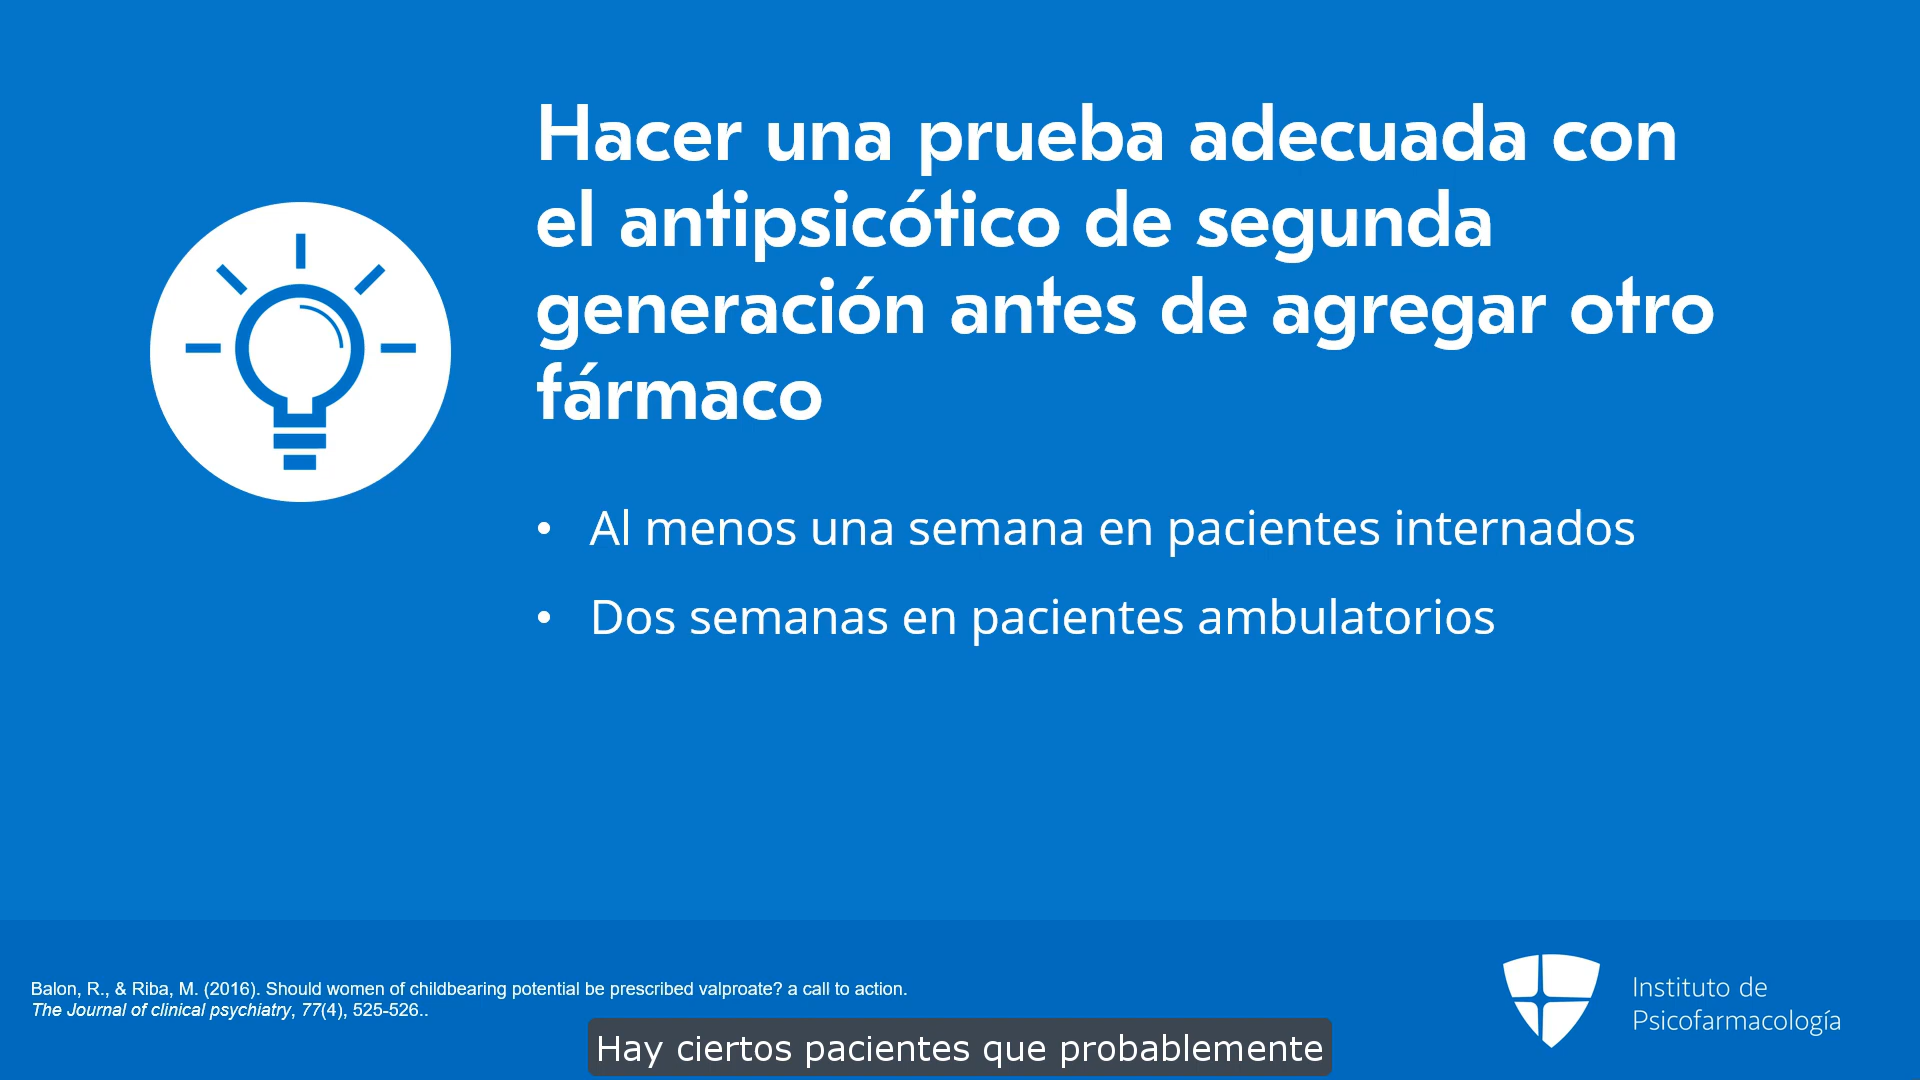 Hacer una prueba adecuada con
el antipsicótico de segunda
generación antes de agregar otro
fármaco
• Al menos una semana en pacientes internados
• Dos semanas en pacientes ambulatorios
Balon, R., & Riba, M. (2016). Should women of childbearing potential be prescribed valproate? a call to action.
The Journal of clinical psychiatry, 77(4), 525-526..
Instituto de
Psicofarmacología
Hay ciertos pacientes que probablemente